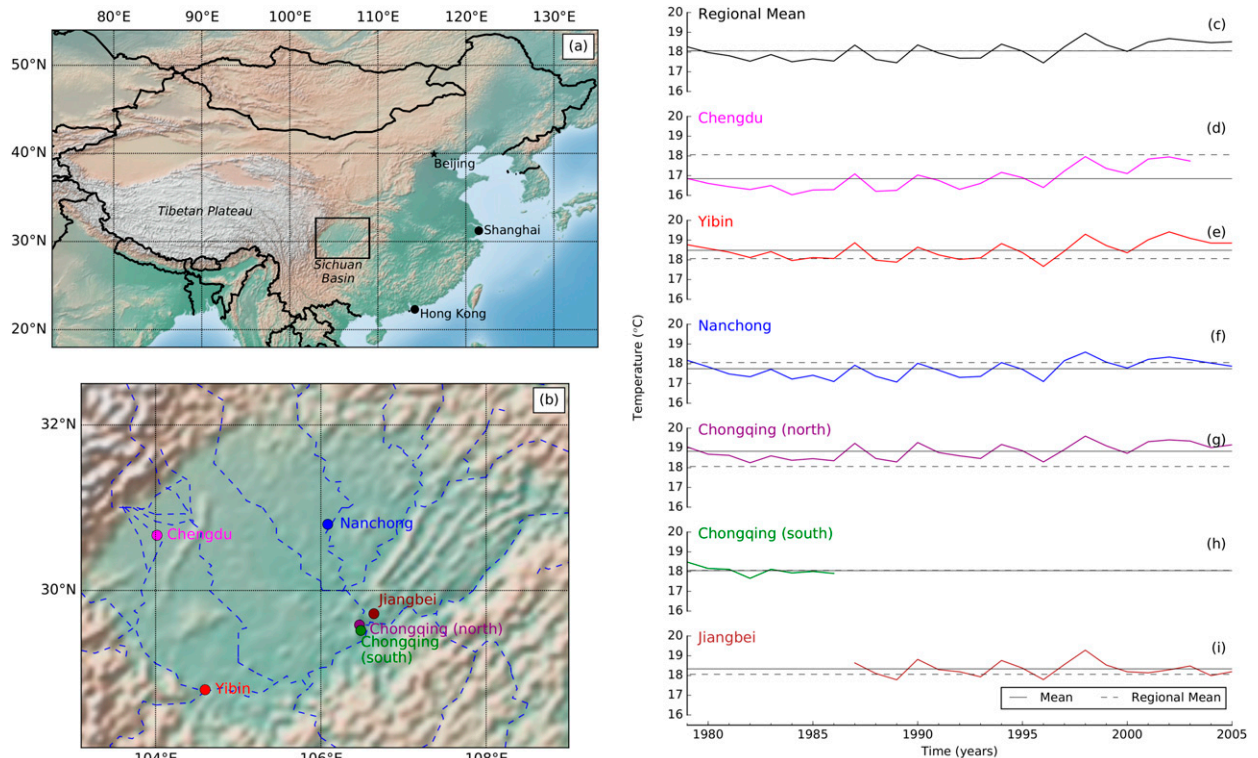 80°E 90°E 100°E 110°E 120°E 130°E
(a)
50°N
40°N
Beijing
Tibetan Plateau
30°N
Shanghai
Sichuan
Basin
Hong Kong
20°N
(b)
32°N
Nanchong
Chengdu
30°N
Jiangbei
Chongqing (north)
Chongqing
(south)
Yibin
104°E 106°E 108°E
Temperature (°C)
20
Regional Mean
(c)
19
18
17
16
20
Chengdu
(d)
19
18
17
16
20
Yibin
(e)
19
18
17
16
20
Nanchong
(f)
19
18
17
16
20
Chongqing (north)
(g)
19
18
17
16
20
Chongqing (south)
(h)
19
18
17
16
20
Jiangbei
(i)
19
18
17
16
Mean Regional Mean
1980 1985 1990 1995 2000 2005
Time (years)